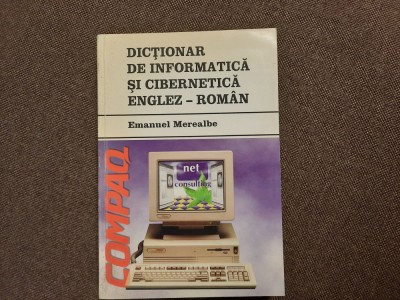 DICȚIONAR
DE INFORMATICĂ
ȘI CIBERNETICĂ
ENGLEZ - ROMÂN
Emanuel Merealbe
COMPAQ
net
consulting